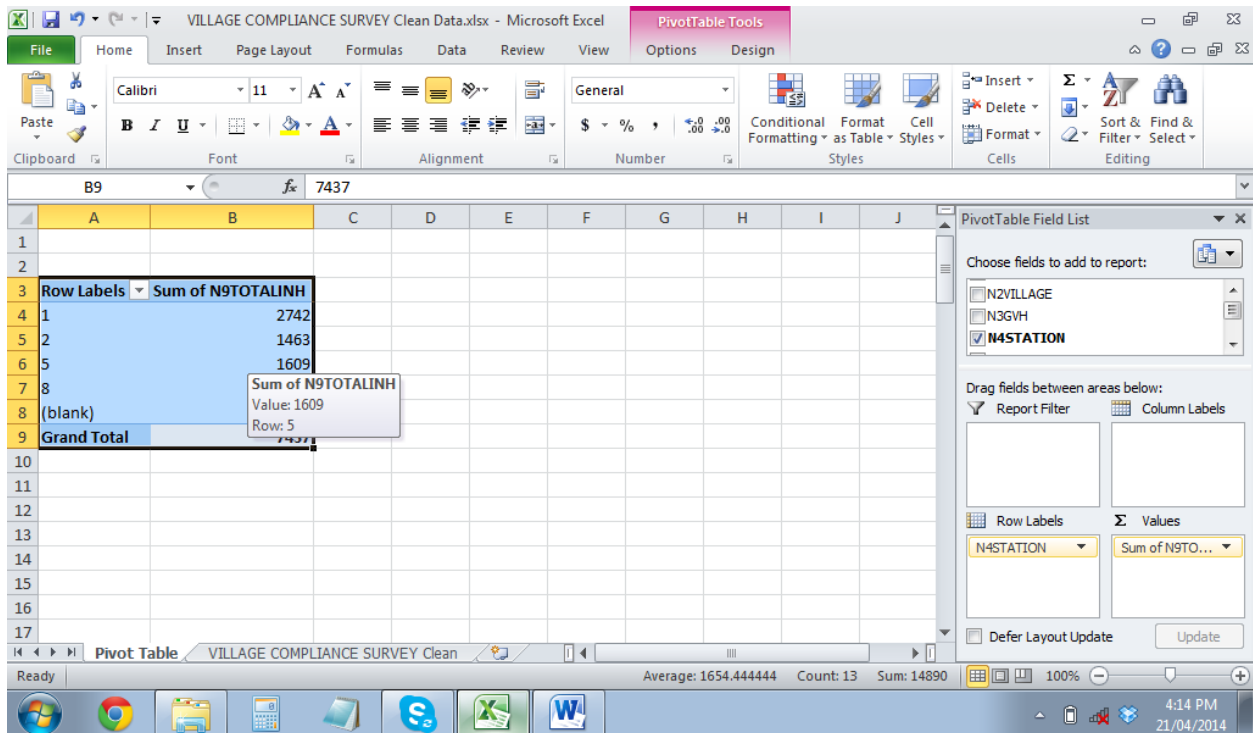 VILLAGE COMPLIANCE SURVEY Clean Data.xlsx - Microsoft Excel
PivotTable Tools
File Home Insert Page Layout Formulas Data Review View Options Design
Paste
Calibri 11
B I U
General
$ % ,
Conditional Formatting
Format as Table
Cell Styles
Insert
Delete
Format
Sort & Filter
Find & Select
Clipboard Font Alignment Number Styles Cells Editing
B9 fx 7437
A B C D E F G H I J
1
2
3 Row Labels Sum of N9TOTALINH
4 1 2742
5 2 1463
6 5 1609
7 8
8 (blank)
9 Grand Total 7437
10
11
12
13
14
15
16
17
Sum of N9TOTALINH
Value: 1609
Row: 5
PivotTable Field List
Choose fields to add to report:
N2VILLAGE
N3GVH
N4STATION
Drag fields between areas below:
Report Filter Column Labels
Row Labels Σ Values
N4STATION Sum of N9TO...
Defer Layout Update Update
Pivot Table VILLAGE COMPLIANCE SURVEY Clean
Ready Average: 1654.444444 Count: 13 Sum: 14890 100%
4:14 PM
21/04/2014